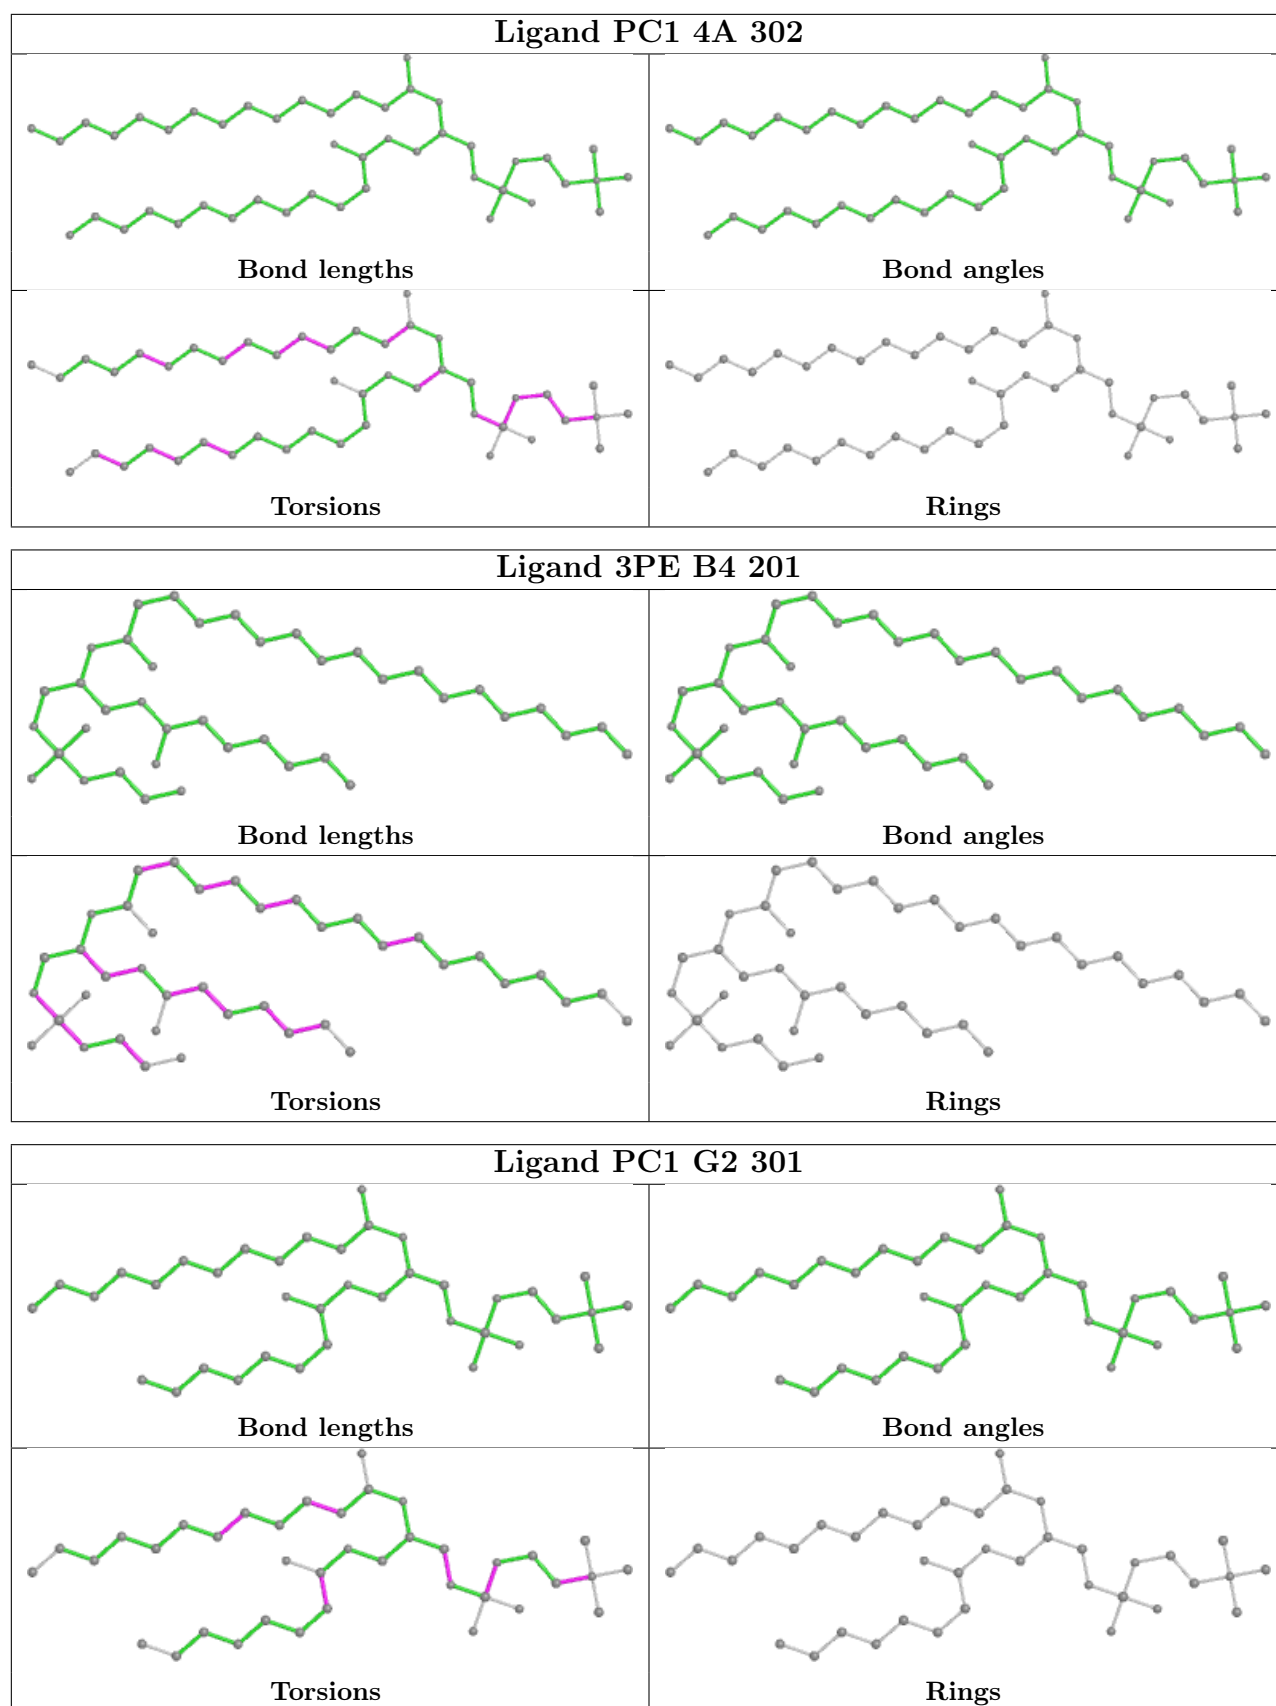 Ligand PC1 4A 302
Bond lengths
Bond angles
Torsions
Rings
Ligand 3PE B4 201
Bond lengths
Bond angles
Torsions
Rings
Ligand PC1 G2 301
Bond lengths
Bond angles
Torsions
Rings